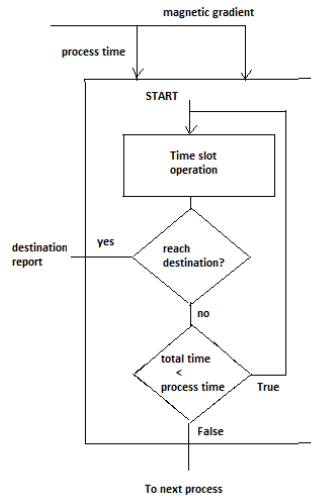 magnetic gradient
process time
START
Time slot
operation
destination
report
yes
reach
destination?
no
total time
<
process time
True
False
To next process